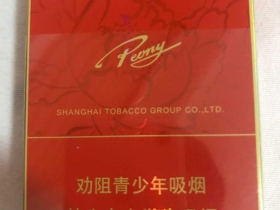 Peony
SHANGHAI TOBACCO GROUP CO.,LTD.
劝阻青少年吸烟